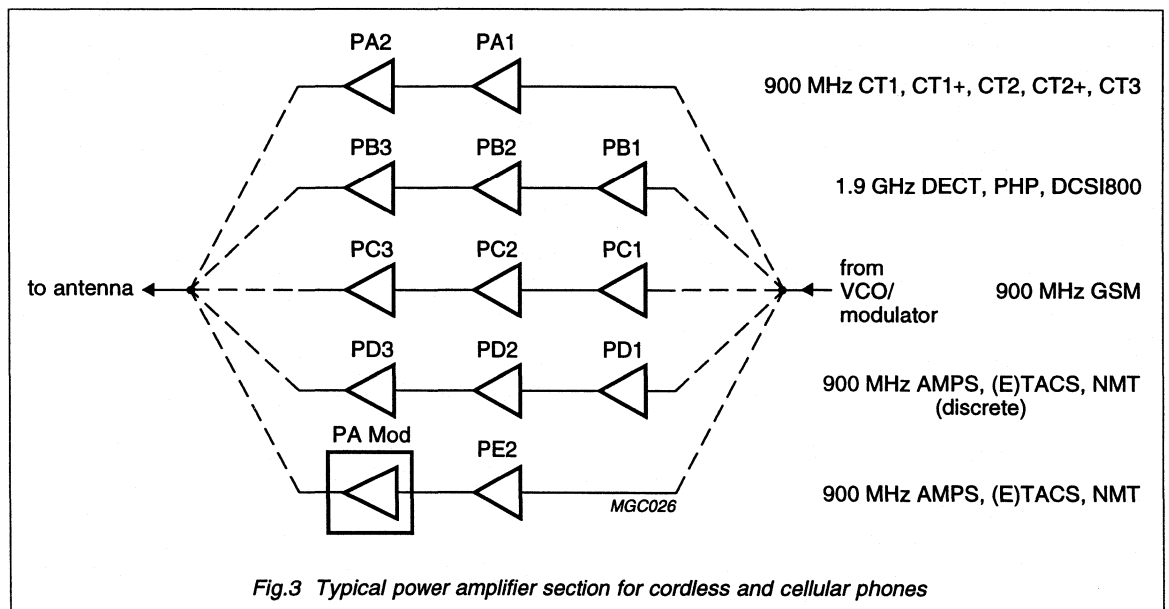 PA2 PA1
900 MHz CT1, CT1+, CT2, CT2+, CT3
PB3 PB2 PB1
1.9 GHz DECT, PHP, DCSI800
PC3 PC2 PC1
to antenna
from
VCO/
modulator
900 MHz GSM
PD3 PD2 PD1
900 MHz AMPS, (E)TACS, NMT
(discrete)
PA Mod
PE2
MGC026
900 MHz AMPS, (E)TACS, NMT
Fig.3 Typical power amplifier section for cordless and cellular phones